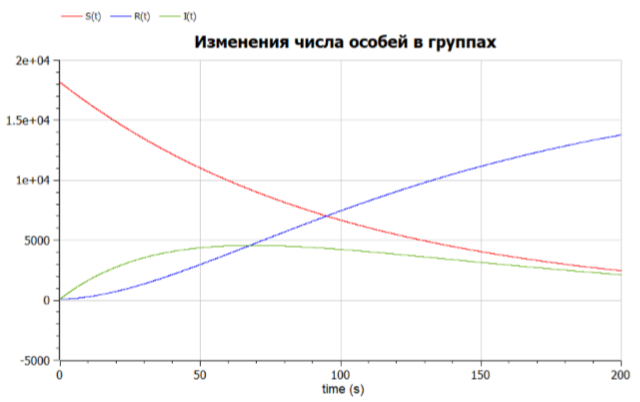 S(t) R(t) I(t)
Изменения числа особей в группах
2e+04
1.5e+04
1e+04
5000
0
-5000
0 50 100 150 200
time (s)